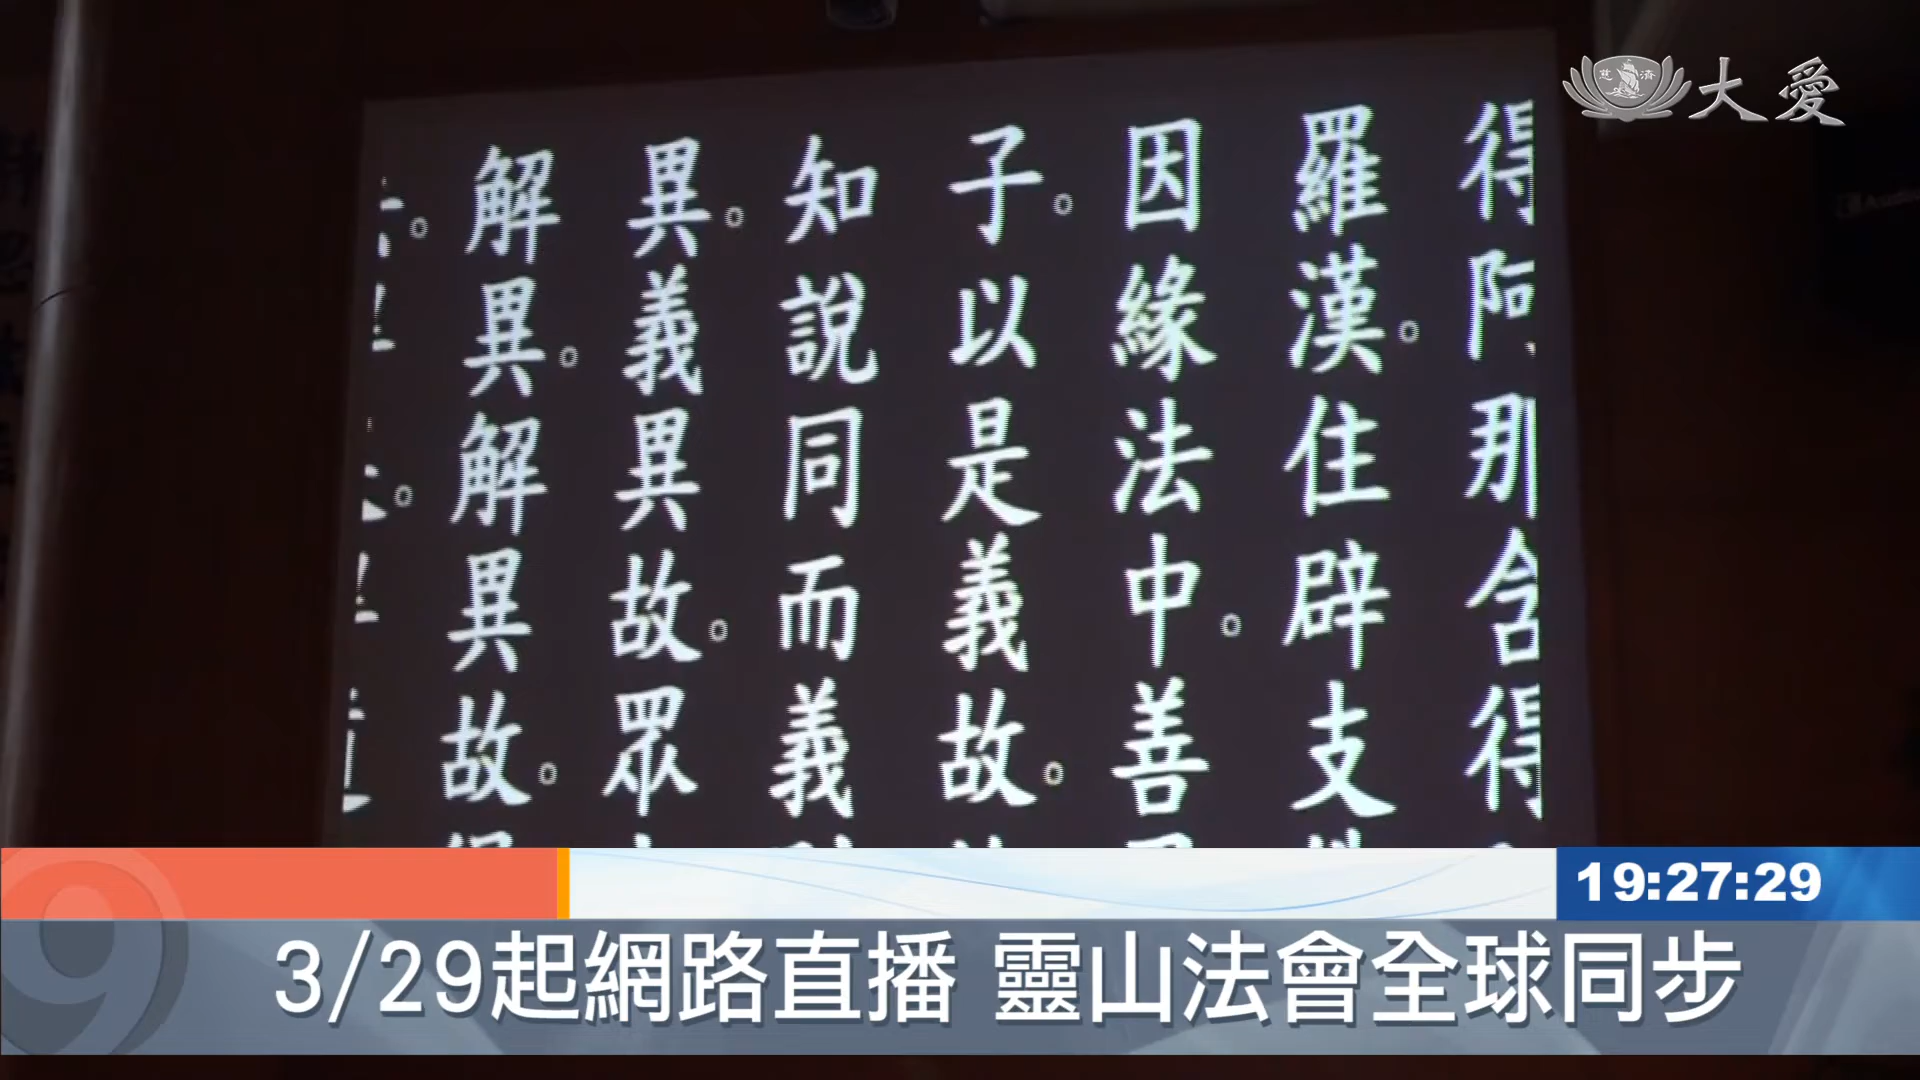 得阿那含得
羅漢。住辟支
因緣法中。善
子。以是義故。
知說同而義
異。義異故。眾
解異。解異故。
慈濟
大愛
19:27:29
3/29起網路直播 靈山法會全球同步